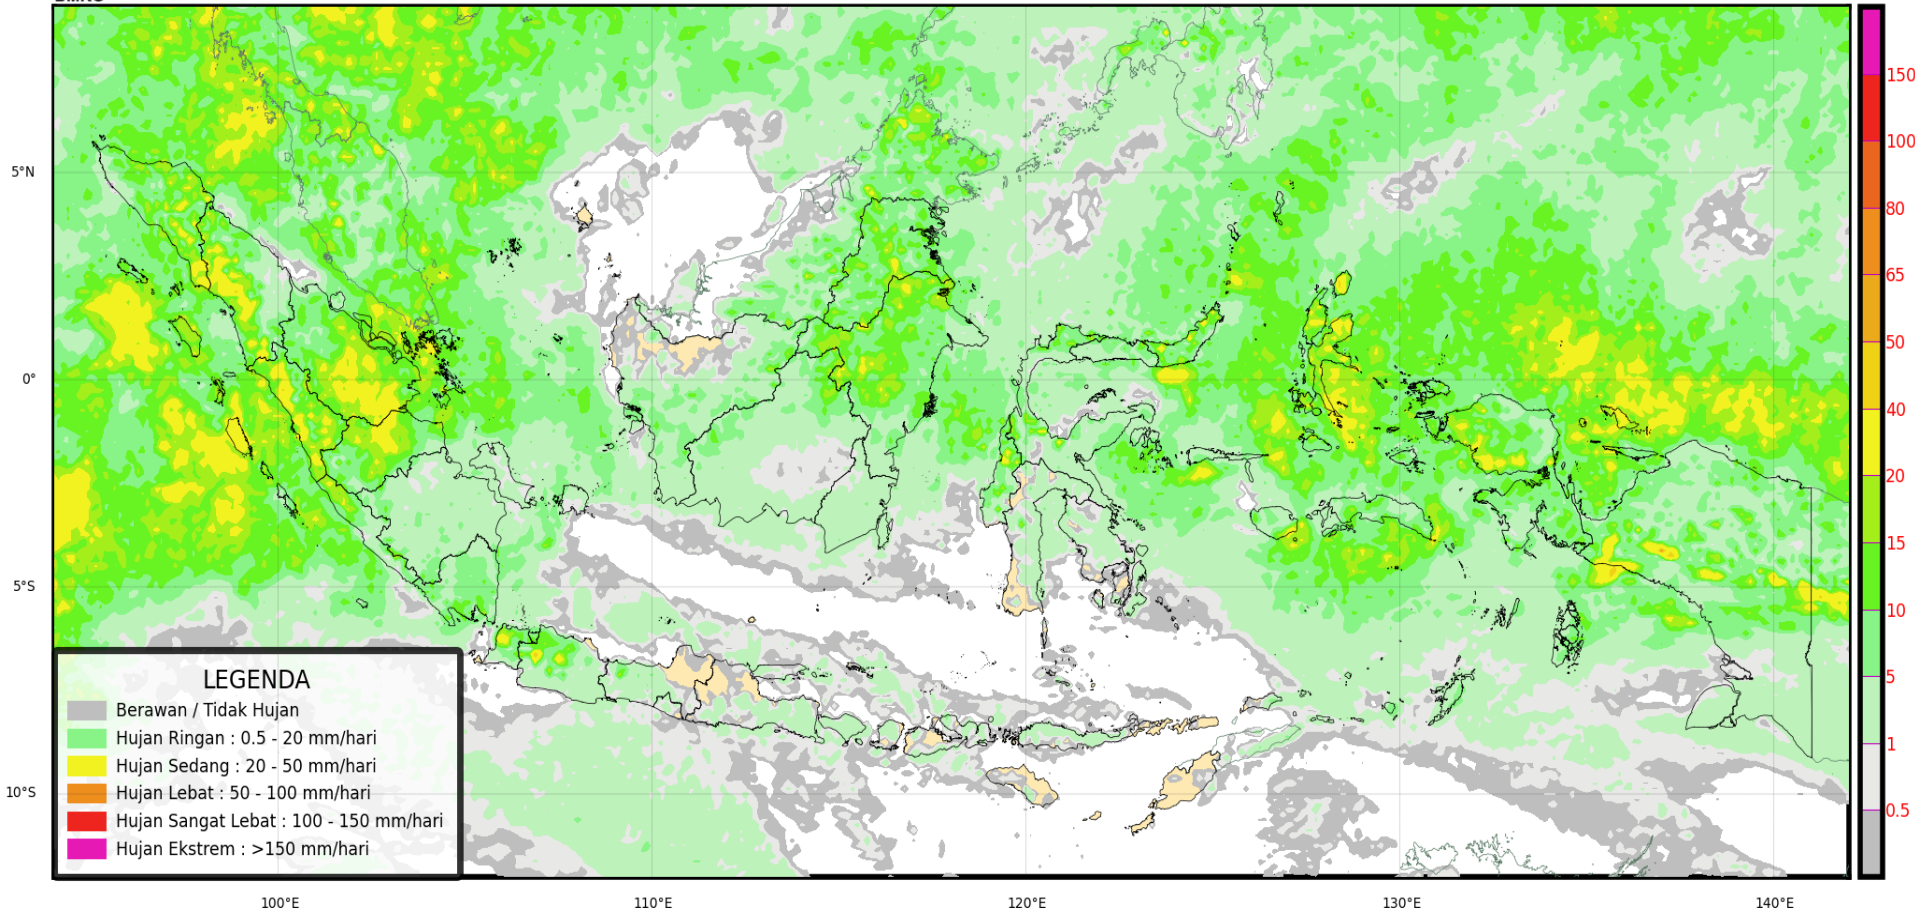 150
100
80
65
50
40
20
15
10
5
1
0.5
5°N
0°
5°S
10°S
LEGENDA
Berawan / Tidak Hujan
Hujan Ringan : 0.5 - 20 mm/hari
Hujan Sedang : 20 - 50 mm/hari
Hujan Lebat : 50 - 100 mm/hari
Hujan Sangat Lebat : 100 - 150 mm/hari
Hujan Ekstrem : >150 mm/hari
100°E 110°E 120°E 130°E 140°E